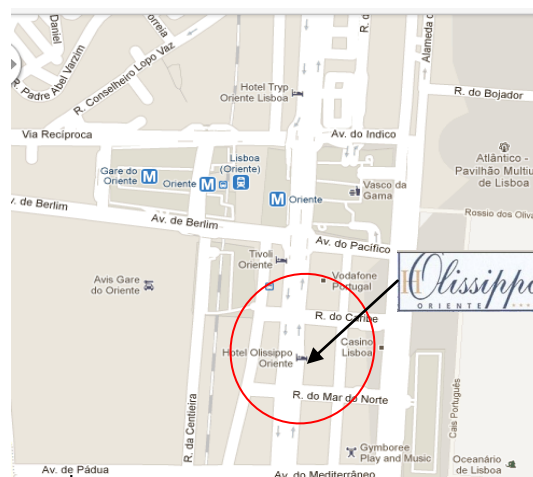 Daniel
R. Padre Abel Varzim
R. Conselheiro Lopo Vaz
Correia
R. d
Alameda d
Hotel Tryp
Oriente Lisboa
R. do Bojador
Via Recíproca
Av. do Indico
Atlântico -
Pavilhão Multiu
de Lisboa
Gare do
Oriente
M
Oriente
M
Lisboa
(Oriente)
M
Oriente
Vasco da
Gama
Rossio dos Oliva
de Berlim
Av. de Berlim
Av. do Pacífico
Tivoli
Oriente
Avis Gare
do Oriente
Vodafone
Portugal
H
Olissippo
ORIENTE ****
R. do Caribe
Casino
Lisboa
Hotel Olissippo
Oriente
R. do Mar do Norte
R. da Centieira
Cais Português
Gymboree
Play and Music
Oceanário
de Lisboa
Av. de Pádua
Av. do Mediterrâneo